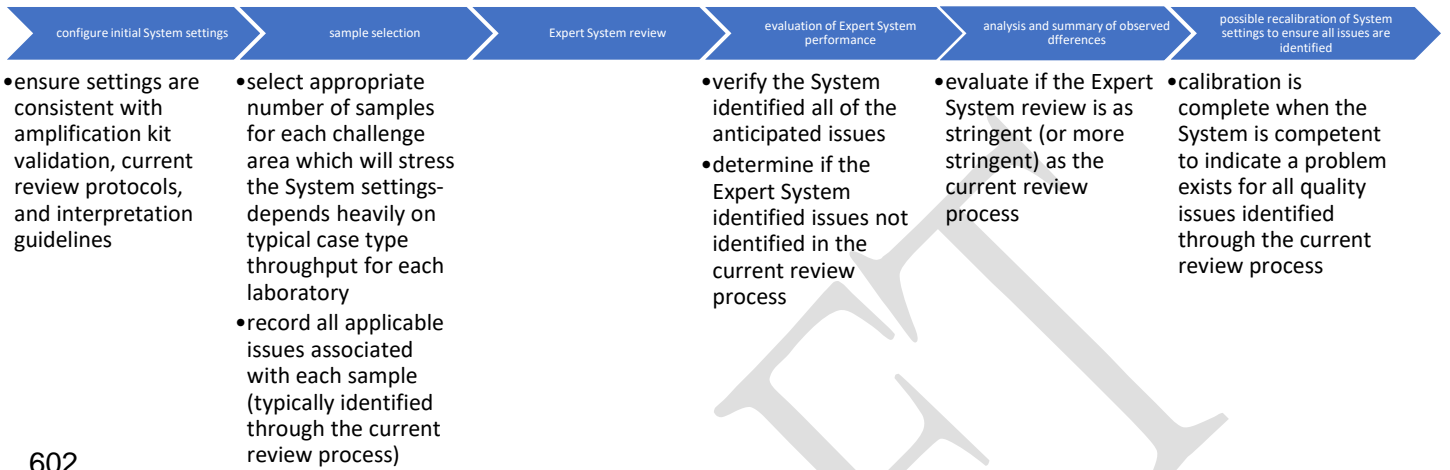 configure initial System settings
sample selection
Expert System review
evaluation of Expert System
performance
analysis and summary of observed
dfferences
possible recalibration of System
settings to ensure all issues are
identified
•ensure settings are
consistent with
amplification kit
validation, current
review protocols,
and interpretation
guidelines
•select appropriate
number of samples
for each challenge
area which will stress
the System settings-
depends heavily on
typical case type
throughput for each
laboratory
•record all applicable
issues associated
with each sample
(typically identified
through the current
review process)
•verify the System
identified all of the
anticipated issues
•determine if the
Expert System
identified issues not
identified in the
current review
process
•evaluate if the Expert
System review is as
stringent (or more
stringent) as the
current review
process
•calibration is
complete when the
System is competent
to indicate a problem
exists for all quality
issues identified
through the current
review process
602